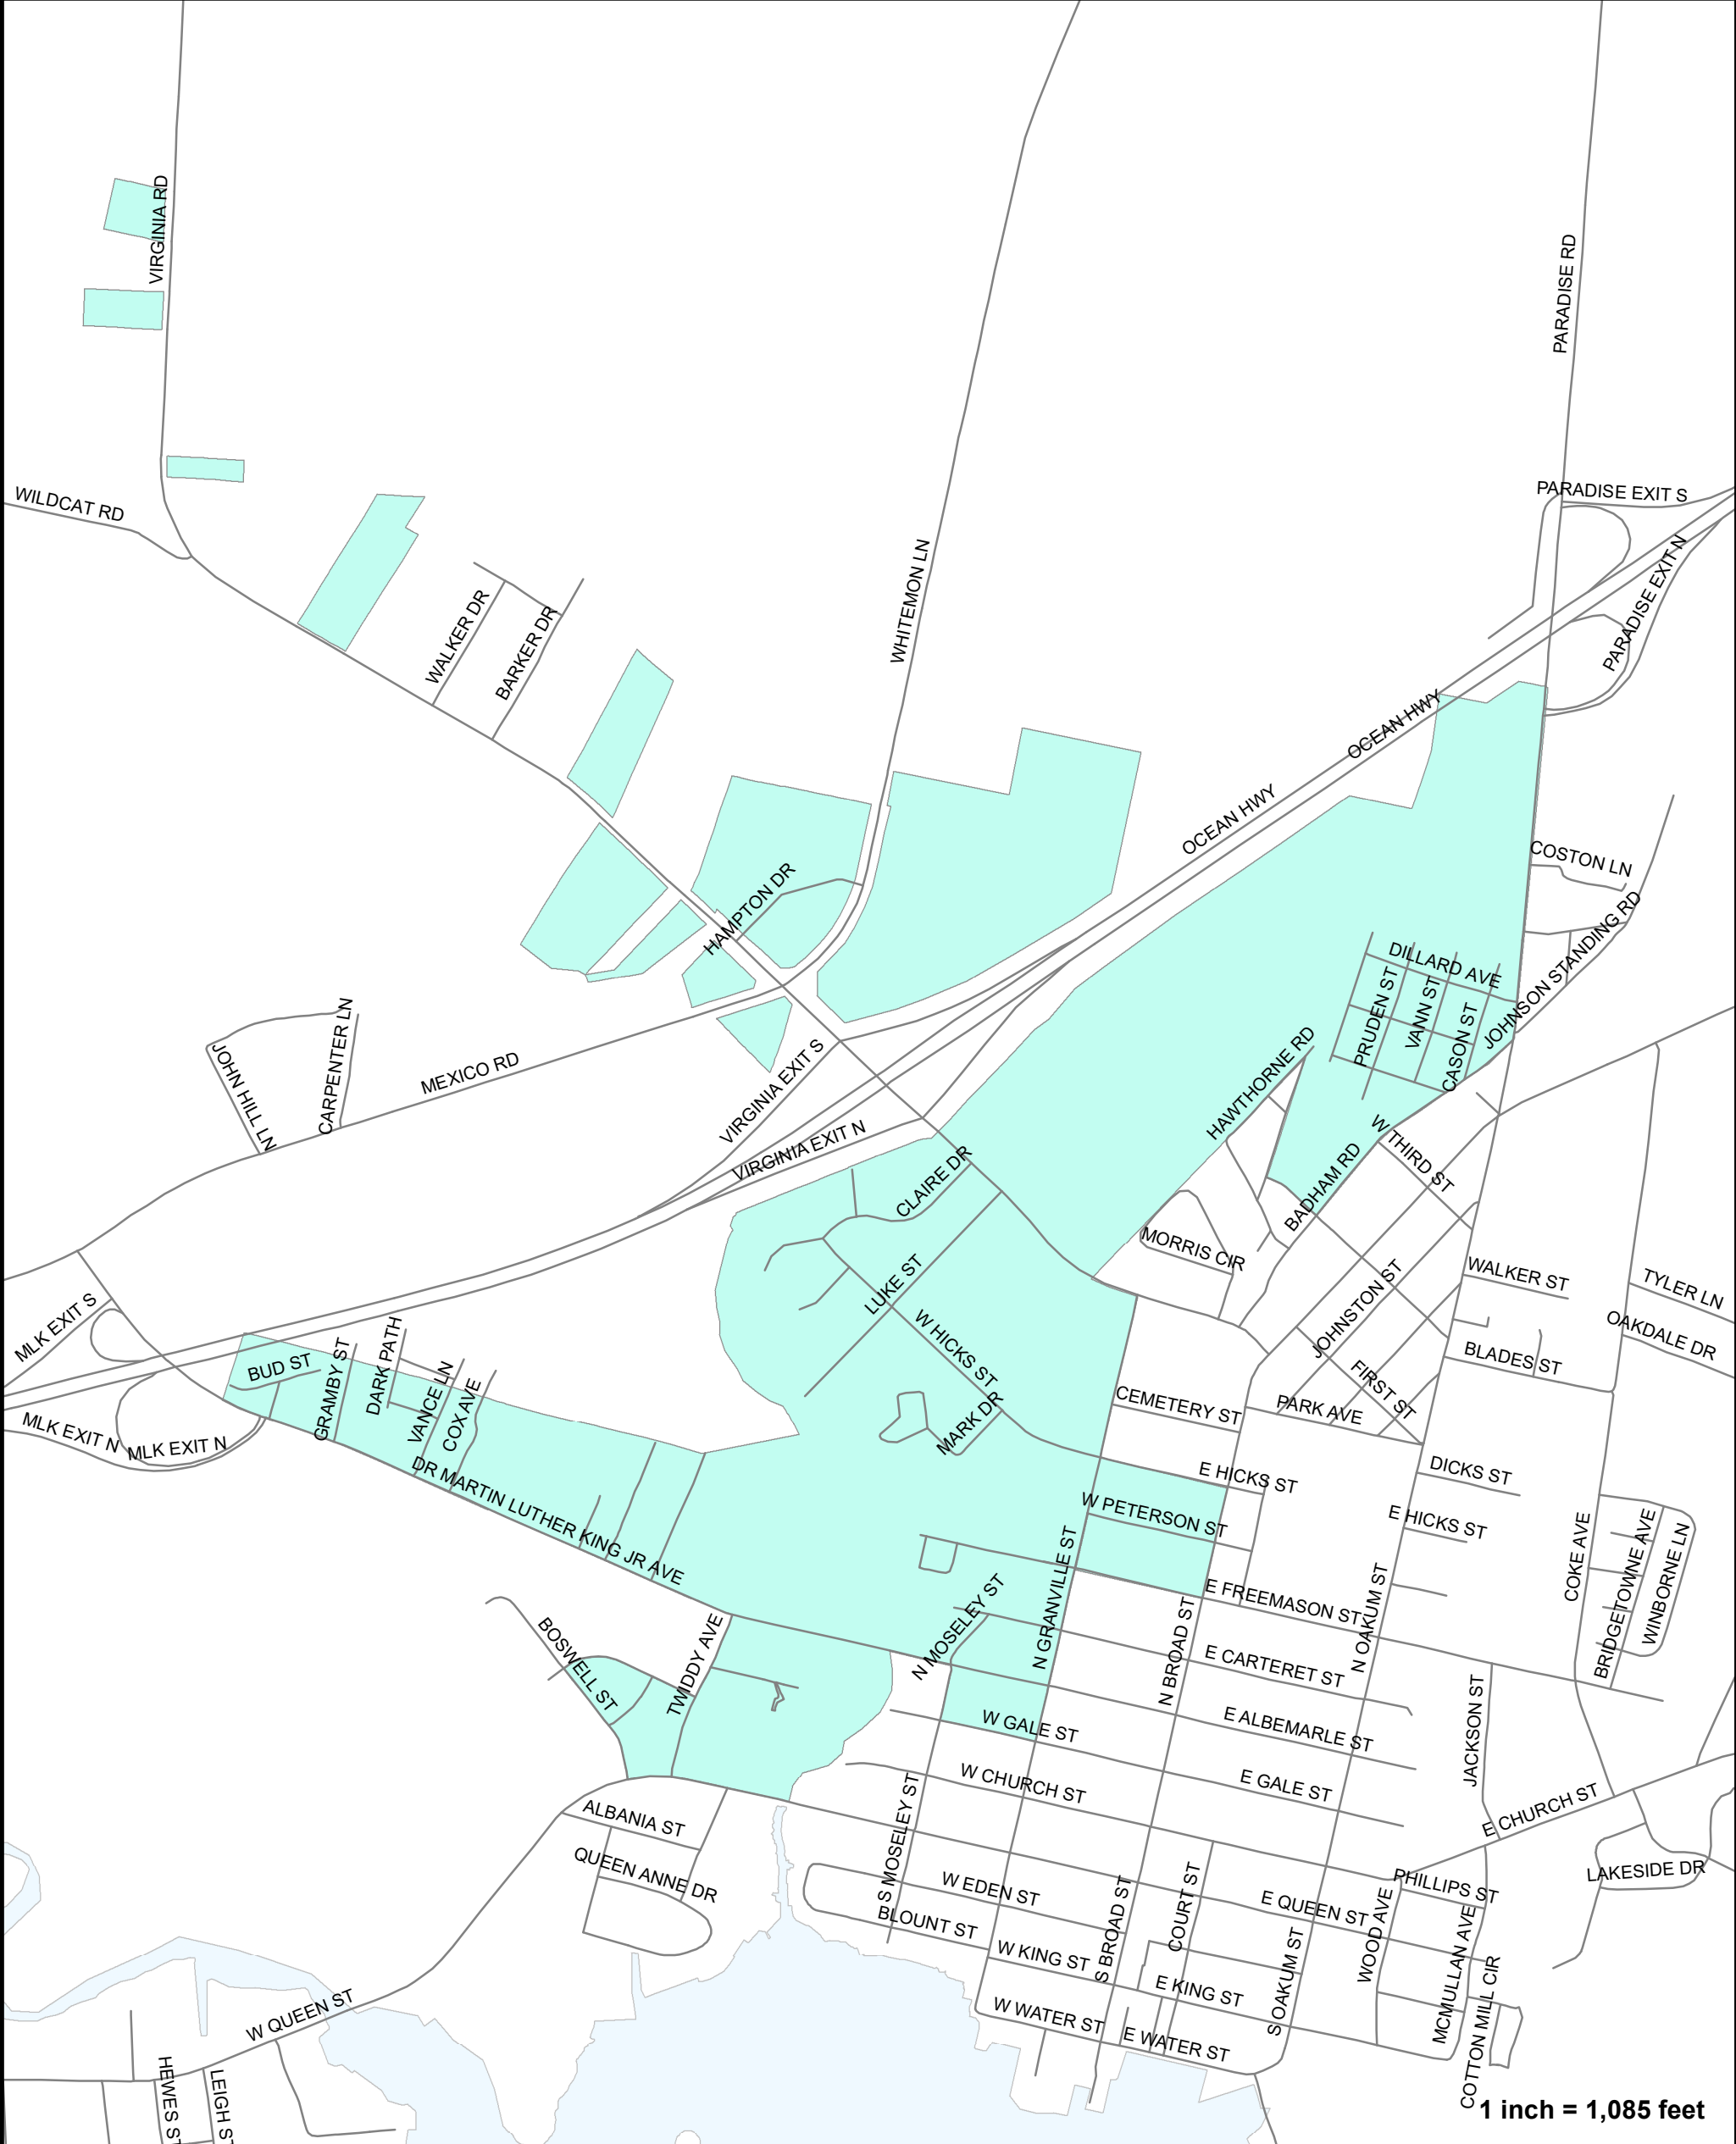 VIRGINIA RD
PARADISE RD
WILDCAT RD
PARADISE EXIT S
PARADISE EXIT N
WHITEMON LN
WALKER DR
BARKER DR
OCEAN HWY
OCEAN HWY
COSTON LN
HAMPTON DR
JOHNSON STANDING RD
DILLARD AVE
PRUDEN ST
VANN ST
CASON ST
JOHN HILL LN
CARPENTER LN
MEXICO RD
VIRGINIA EXIT S
VIRGINIA EXIT N
HAWTHORNE RD
W THIRD ST
CLAIRE DR
BADHAM RD
MORRIS CIR
LUKE ST
WALKER ST
TYLER LN
JOHNSTON ST
OAKDALE DR
MLK EXIT S
BUD ST
GRAMBY ST
DARK PATH
VANCE LN
COX AVE
W HICKS ST
BLADES ST
FIRST ST
CEMETERY ST
PARK AVE
MARK DR
MLK EXIT N
MLK EXIT N
DR MARTIN LUTHER KING JR AVE
E HICKS ST
DICKS ST
W PETERSON ST
E HICKS ST
COKE AVE
BRIDGETOWNE AVE
WINBORNE LN
N GRANVILLE ST
N MOSELEY ST
E FREEMASON ST
N OAKUM ST
BOSWELL ST
TWIDDY AVE
N BROAD ST
E CARTERET ST
W GALE ST
E ALBEMARLE ST
JACKSON ST
W CHURCH ST
E GALE ST
E CHURCH ST
ALBANIA ST
S MOSELEY ST
QUEEN ANNE DR
W EDEN ST
COURT ST
PHILLIPS ST
LAKESIDE DR
BLOUNT ST
E QUEEN ST
WOOD AVE
MCMULLAN AVE
W KING ST
S BROAD ST
E KING ST
S OAKUM ST
COTTON MILL CIR
W QUEEN ST
W WATER ST
E WATER ST
HEWES ST
LEIGH ST
1 inch = 1,085 feet